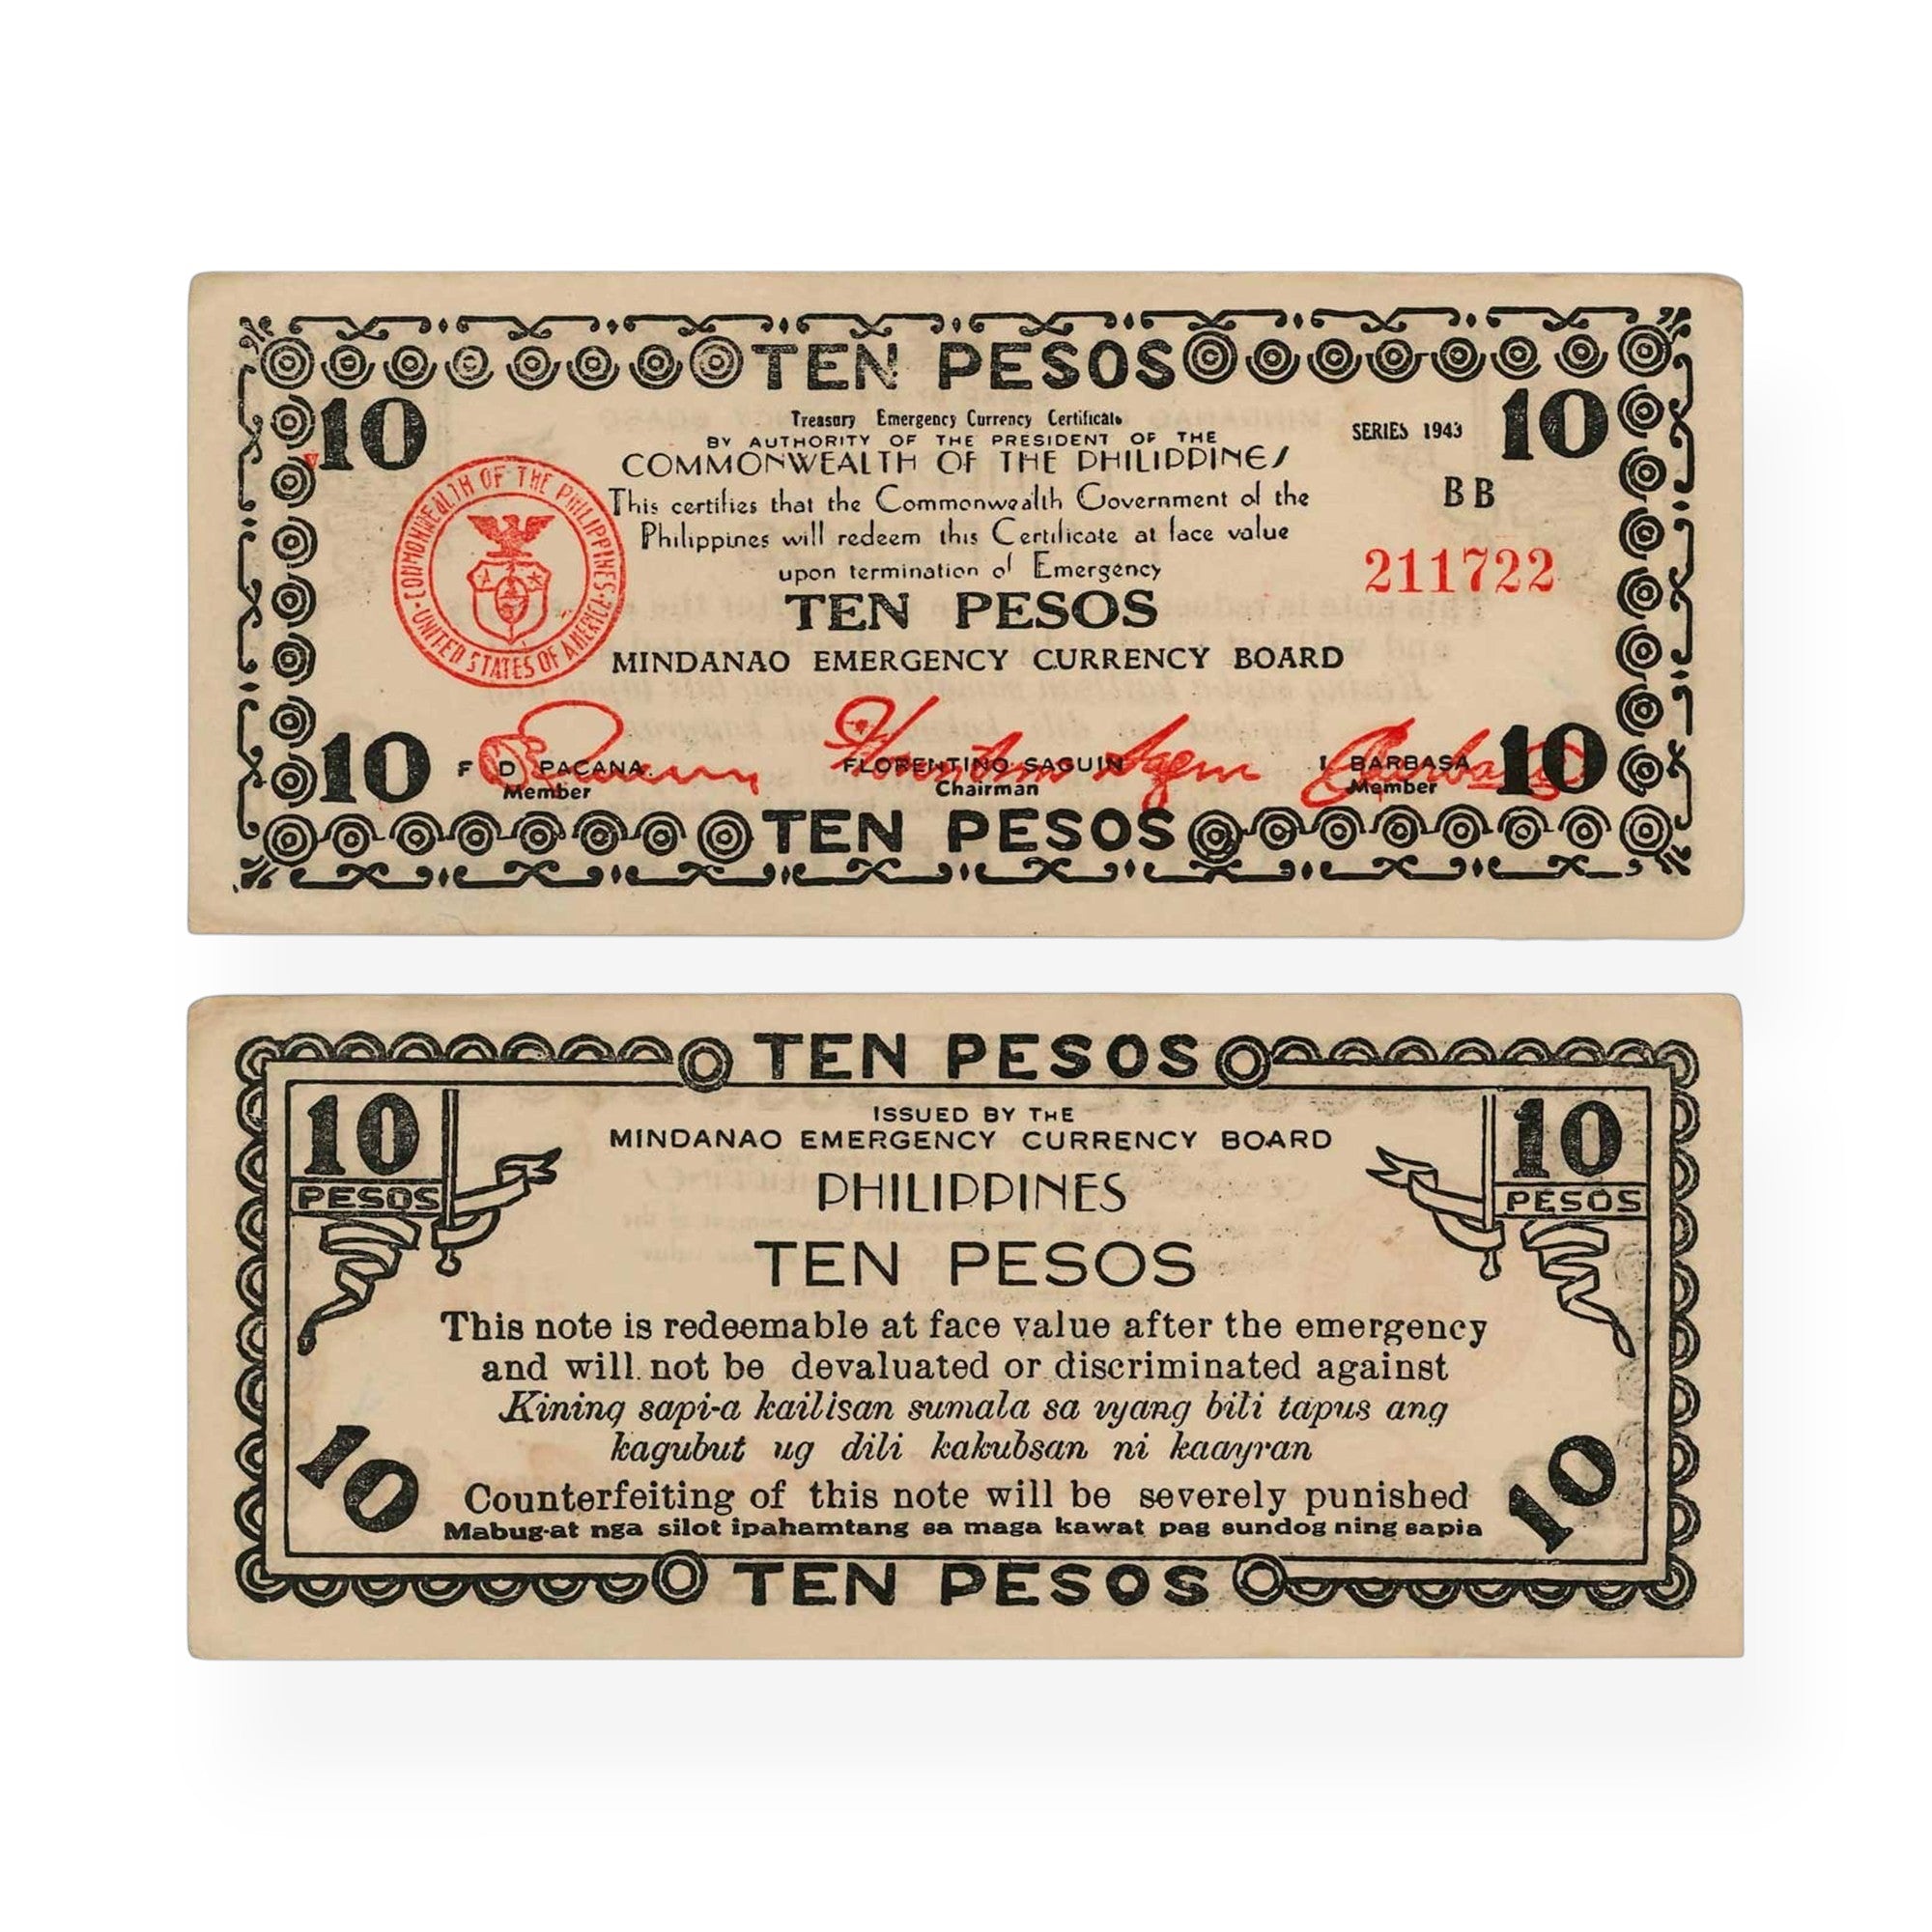 TEN PESOS
10
10
Treasury Emergency Currency Certificate
SERIES 1943
BY AUTHORITY OF THE PRESIDENT OF THE
COMMONWEALTH OF THE PHILIPPINES
BB
This certifies that the Commonwealth Government of the
Philippines will redeem this Certificate at face value
upon termination of Emergency
211722
COMMONWEALTH OF THE PHILIPPINES
UNITED STATES OF AMERICA
TEN PESOS
MINDANAO EMERGENCY CURRENCY BOARD
10
Florentino Saguin
Barbasa
10
F D PACANA
FLORENTINO SAGUIN
I BARBASA
Member
Chairman
Member
TEN PESOS
TEN PESOS
10
PESOS
10
PESOS
ISSUED BY THE
MINDANAO EMERGENCY CURRENCY BOARD
PHILIPPINES
TEN PESOS
This note is redeemable at face value after the emergency
and will not be devaluated or discriminated against
Kining sapi-a kailisan sumala sa vyang bili tapus ang
kagubut ug dili kakubsan ni kaayran
10
10
Counterfeiting of this note will be severely punished
Mabug-at nga silot ipahamtang sa maga kawat pag sundog ning sapia
TEN PESOS